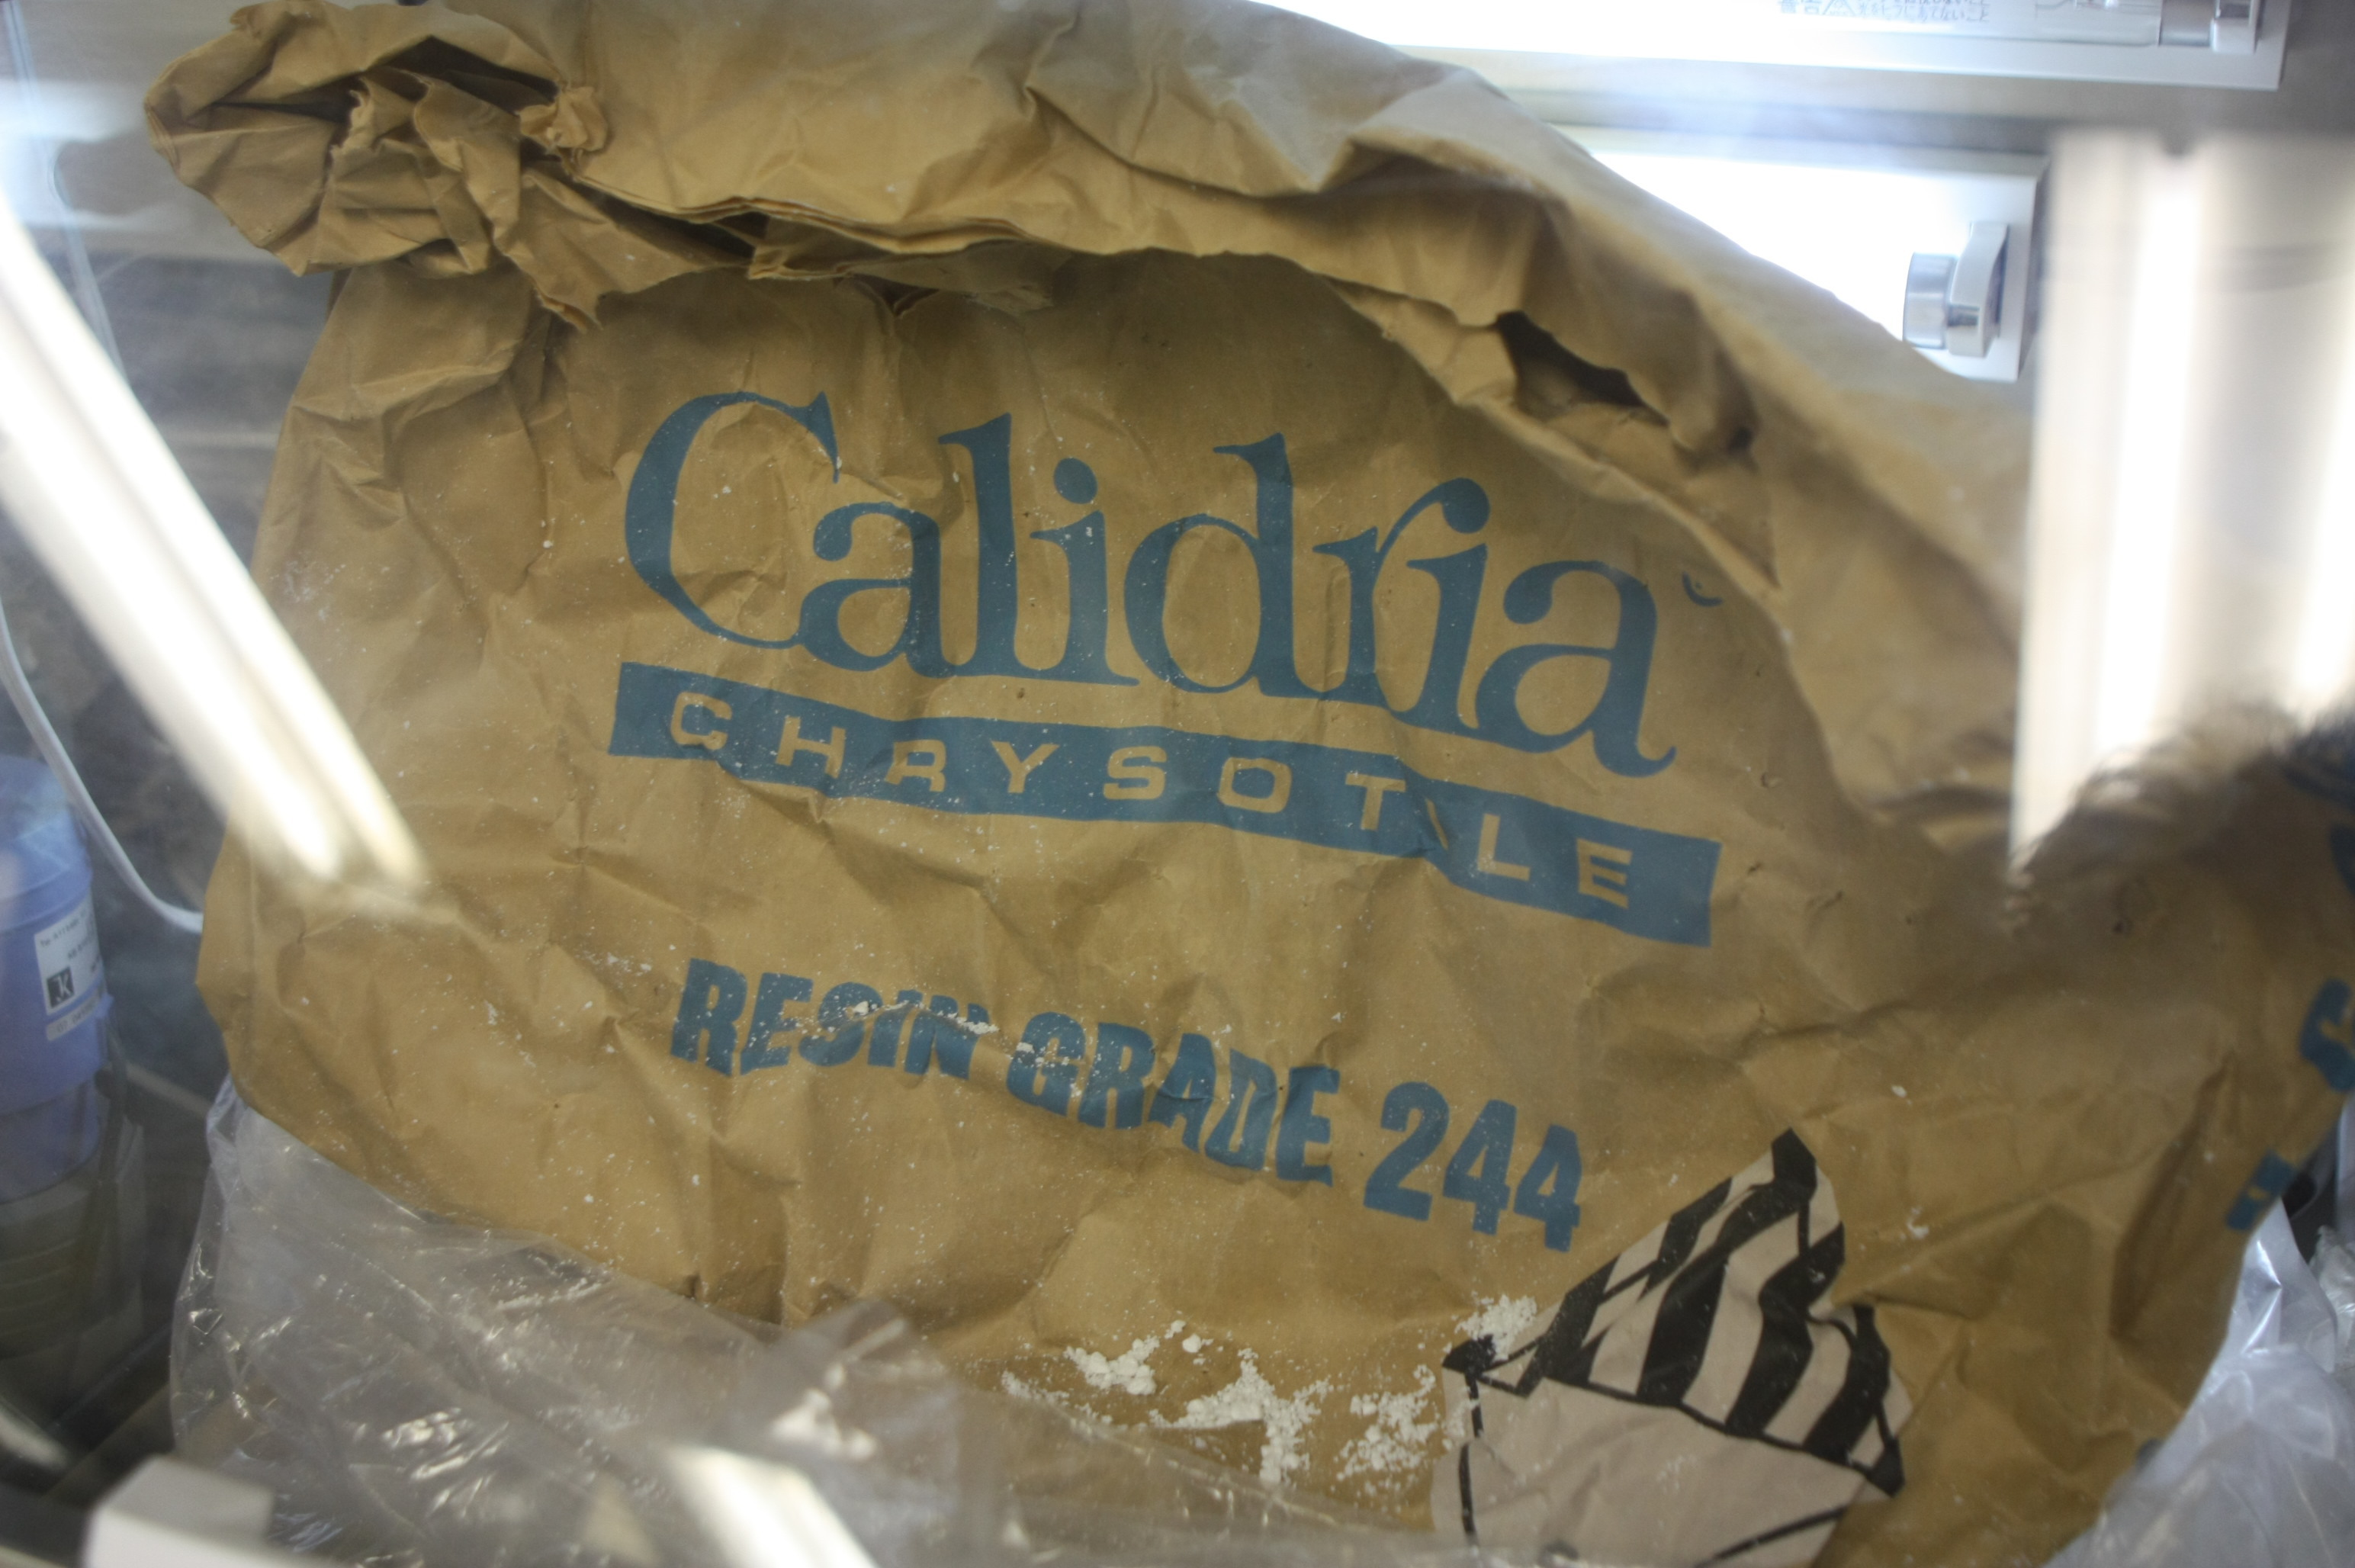 Calidria
CHRYSOTILE
RESIN GRADE 244